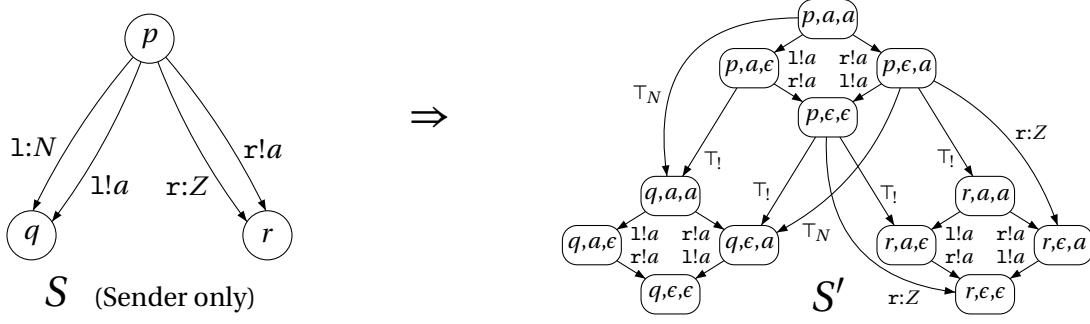 p
l:N
l!a
r:Z
r!a
q
r
S (Sender only)
⇒
p,a,a
l!a
r!a
p,a,ϵ
p,ϵ,a
r!a
l!a
⊤N
p,ϵ,ϵ
r:Z
⊤!
⊤!
⊤!
⊤!
q,a,a
r,a,a
l!a
r!a
l!a
r!a
q,a,ϵ
q,ϵ,a
⊤N
r,a,ϵ
r,ϵ,a
r!a
l!a
r!a
l!a
q,ϵ,ϵ
S′
r:Z
r,ϵ,ϵ